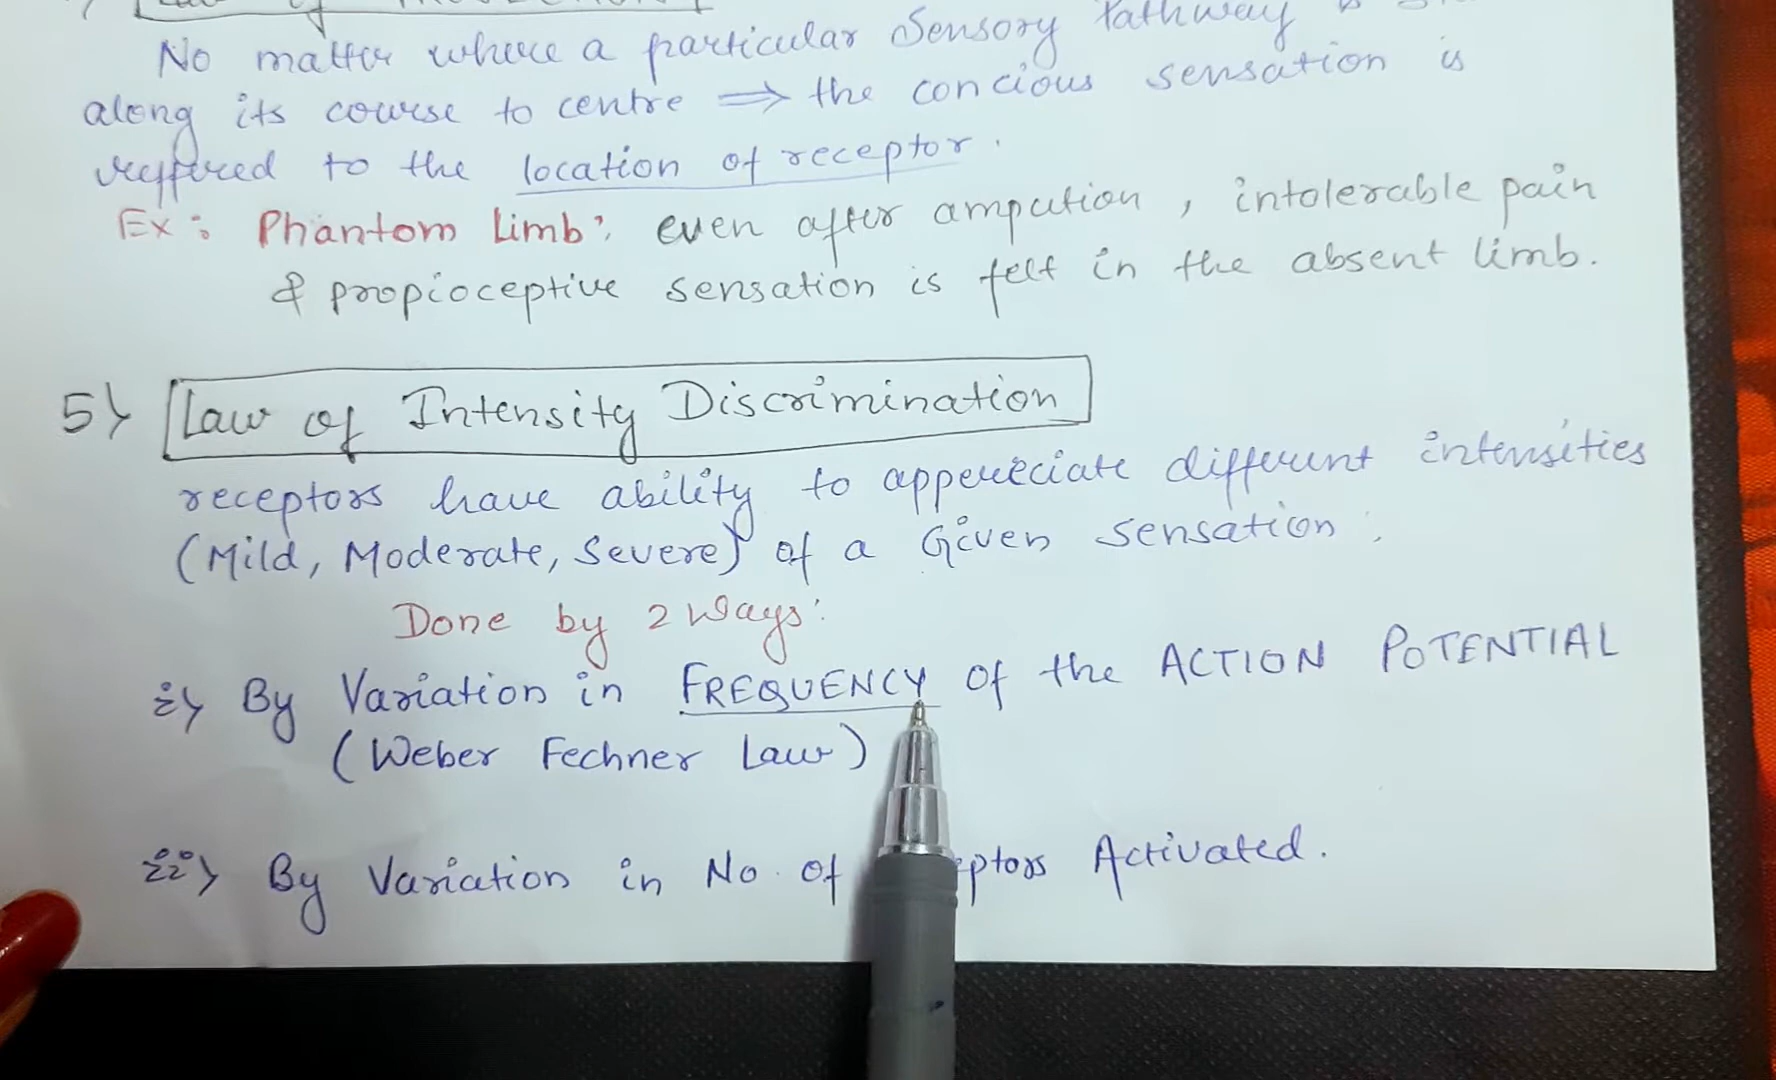 No matter where a particular Sensory Pathway is
along its course to centre ⇒ the concious sensation is
reffered to the location of receptor.
Ex: Phantom Limb: even after ampution, intolerable pain
& propioceptive sensation is felt in the absent limb.
5) Law of Intensity Discrimination
receptors have ability to appereciate different intensities
(Mild, Moderate, Severe) of a Given sensation.
Done by 2 Ways:
i) By Variation in FREQUENCY of the ACTION POTENTIAL
(Weber Fechner Law)
ii) By Variation in No. of Activated.